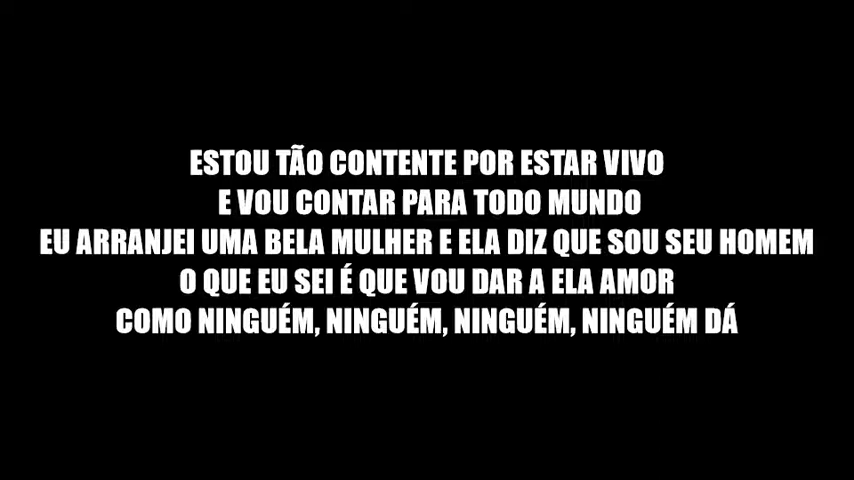 ESTOU TÃO CONTENTE POR ESTAR VIVO
E VOU CONTAR PARA TODO MUNDO
EU ARRANJEI UMA BELA MULHER E ELA DIZ QUE SOU SEU HOMEM
O QUE EU SEI É QUE VOU DAR A ELA AMOR
COMO NINGUÉM, NINGUÉM, NINGUÉM, NINGUÉM DÁ